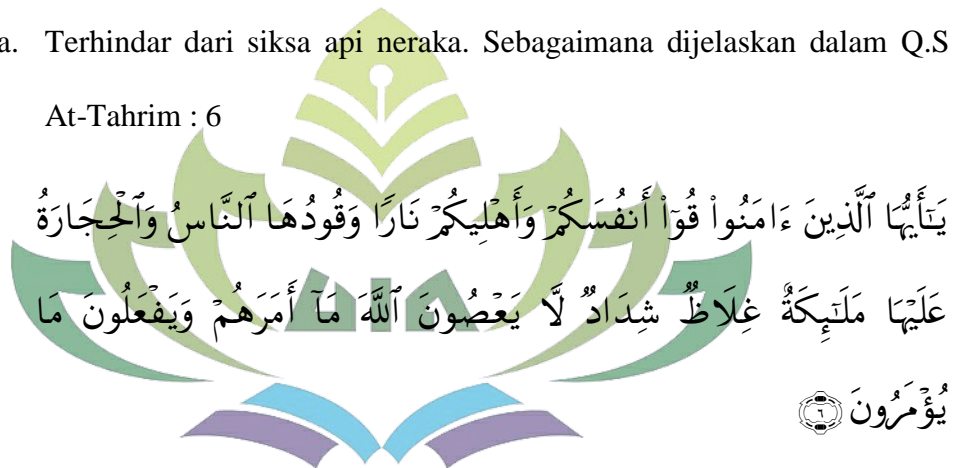 a. Terhindar dari siksa api neraka. Sebagaimana dijelaskan dalam Q.S
At-Tahrim : 6
يَـٰٓأَيُّهَا ٱلَّذِينَ ءَامَنُواْ قُوٓاْ أَنفُسَكُمۡ وَأَهۡلِيكُمۡ نَارًا وَقُودُهَا ٱلنَّاسُ وَٱلۡحِجَارَةُ
عَلَيۡهَا مَلَـٰٓئِكَةٌ غِلَاظٌ شِدَادٌ لَّا يَعۡصُونَ ٱللَّهَ مَآ أَمَرَهُمۡ وَيَفۡعَلُونَ مَا
يُؤۡمَرُونَ ٦